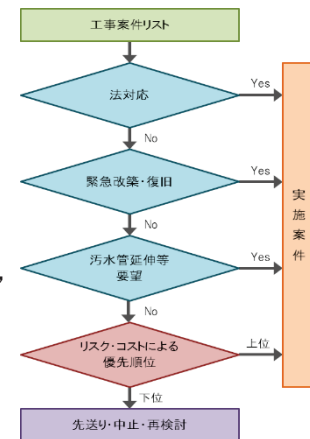 工事案件リスト
法対応
Yes
No
緊急改築・復旧
Yes
No
汚水管延伸等
要望
Yes
No
リスク・コストによる
優先順位
上位
下位
先送り・中止・再検討
実施案件